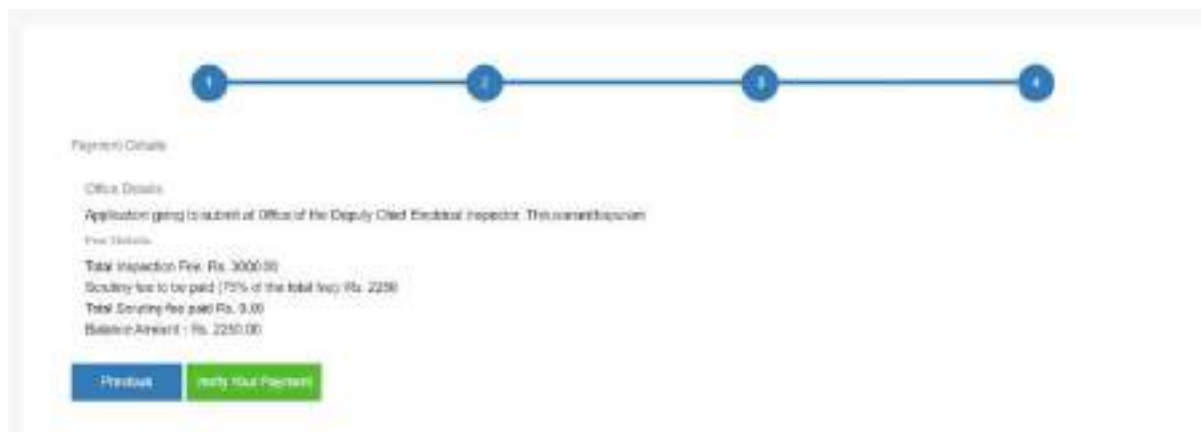 1
2
3
4
Payment Details
Office Details
Application going to submit at Office of the Deputy Chief Electrical Inspector, Thiruvananthapuram
Fee Details
Total Inspection Fee: Rs. 3000.00
Scrutiny fee to be paid (75% of the total fee): Rs. 2250
Total Scrutiny fee paid Rs. 0.00
Balance Amount : Rs. 2250.00
Previous
Verify Your Payment